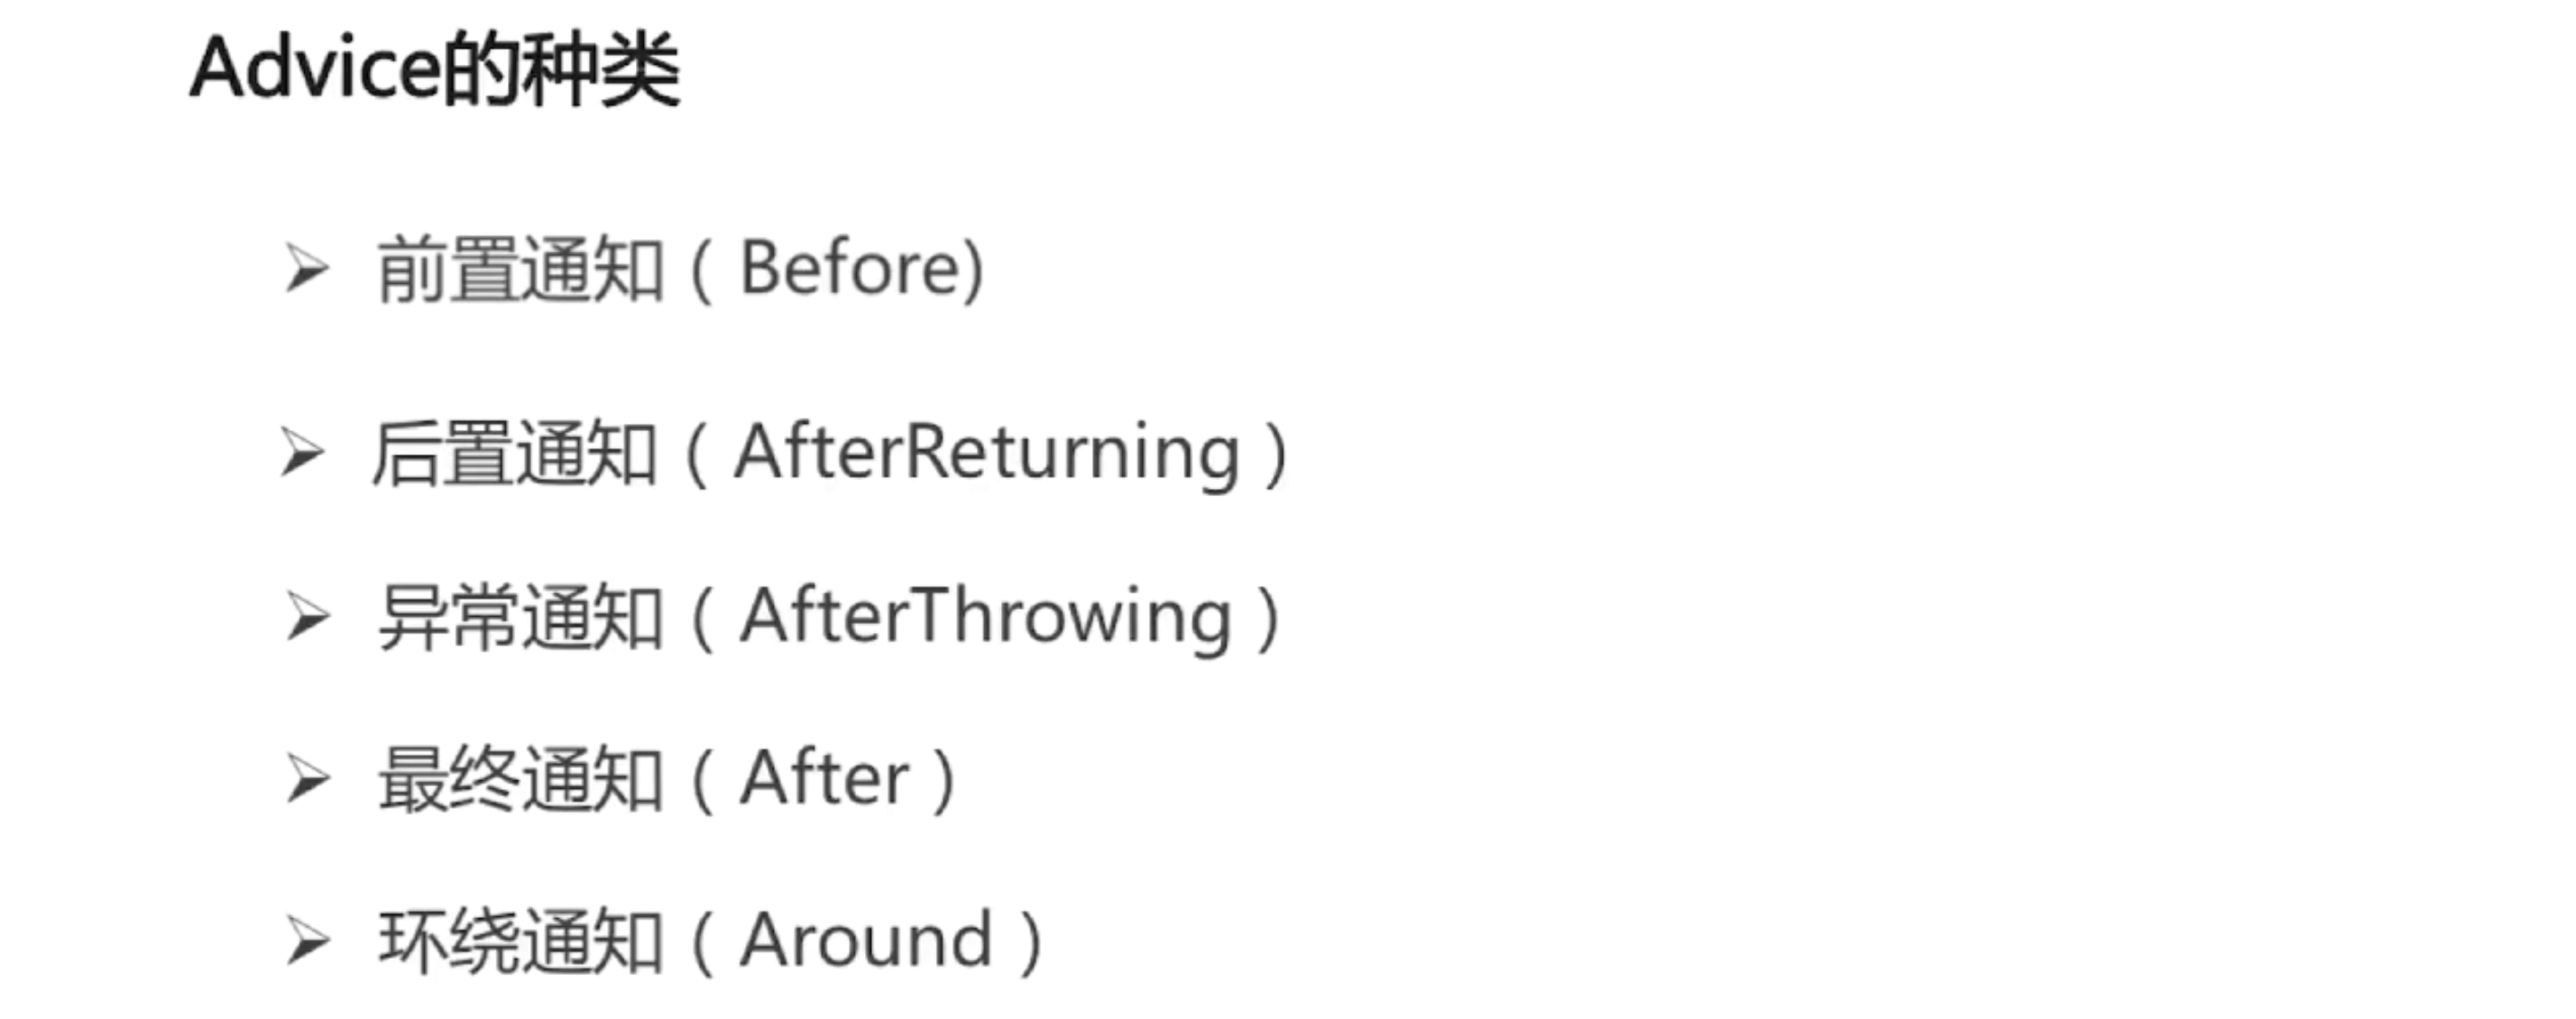 Advice的种类
➢ 前置通知（ Before)
➢ 后置通知（ AfterReturning ）
➢ 异常通知（ AfterThrowing ）
➢ 最终通知（ After ）
➢ 环绕通知（ Around ）